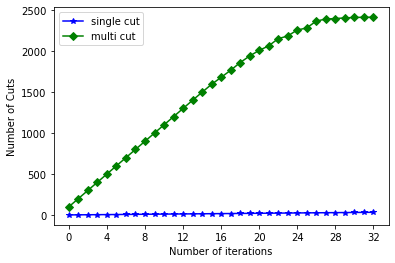 single cut
multi cut
2500
2000
1500
1000
500
0
Number of Cuts
0 4 8 12 16 20 24 28 32
Number of iterations